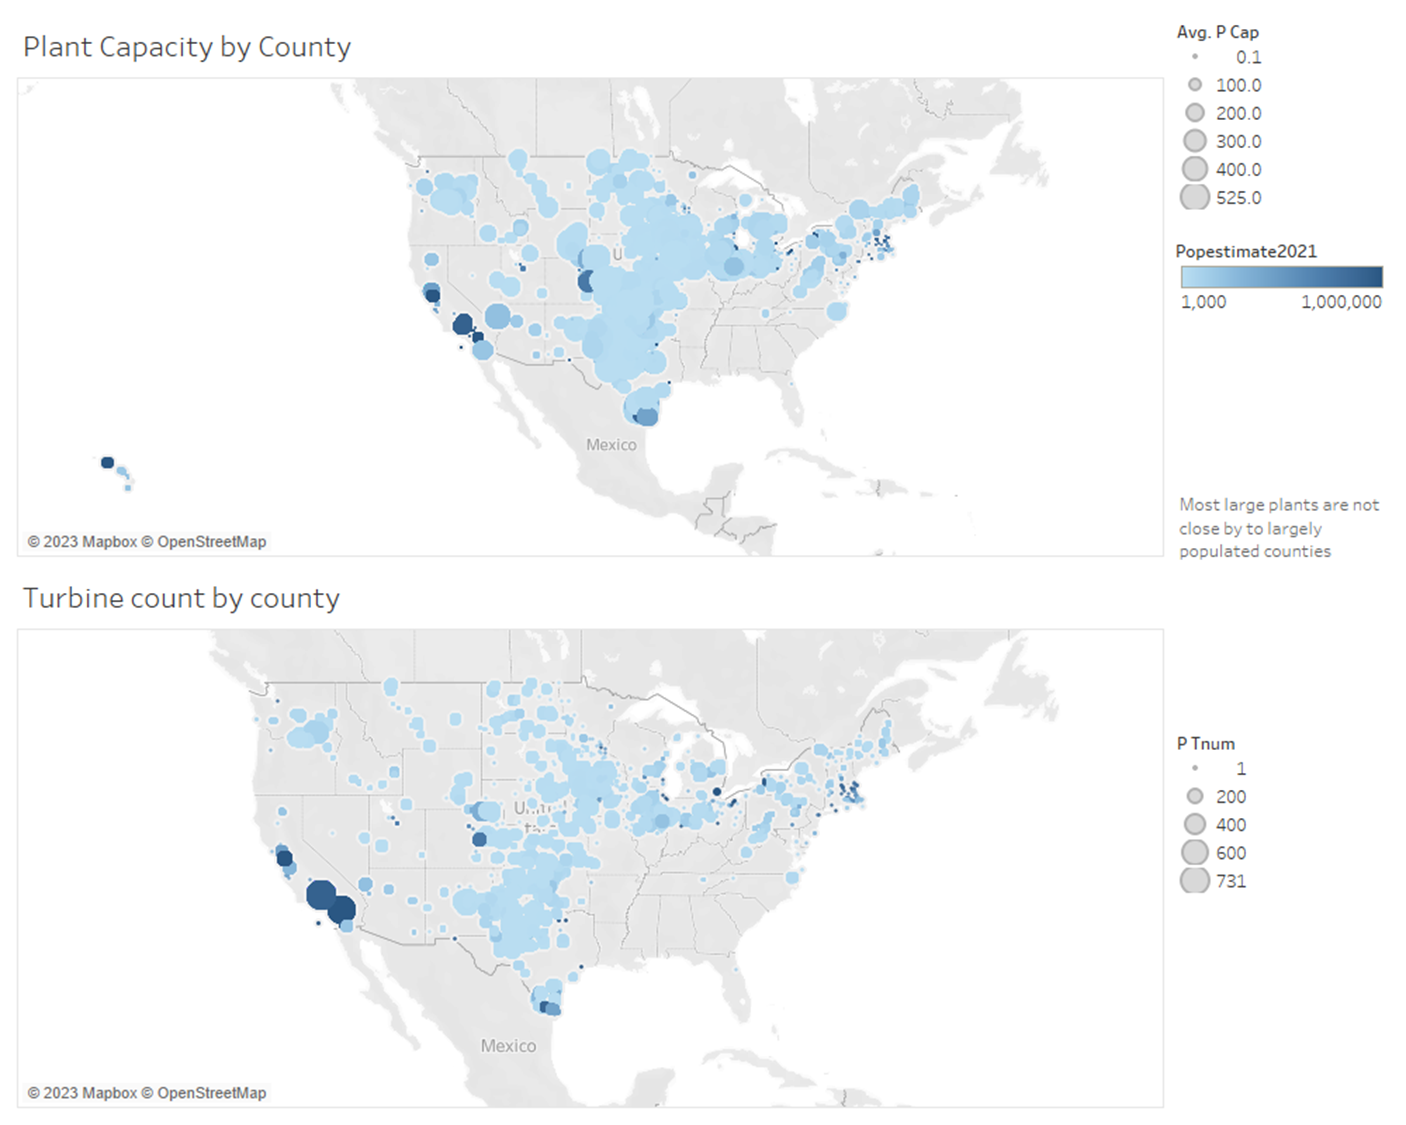 Plant Capacity by County
Avg. P Cap
0.1
100.0
200.0
300.0
400.0
525.0
Popestimate2021
1,000 1,000,000
U
Mexico
Most large plants are not
close by to largely
populated counties
© 2023 Mapbox © OpenStreetMap
Turbine count by county
P Tnum
1
200
400
600
731
Mexico
© 2023 Mapbox © OpenStreetMap